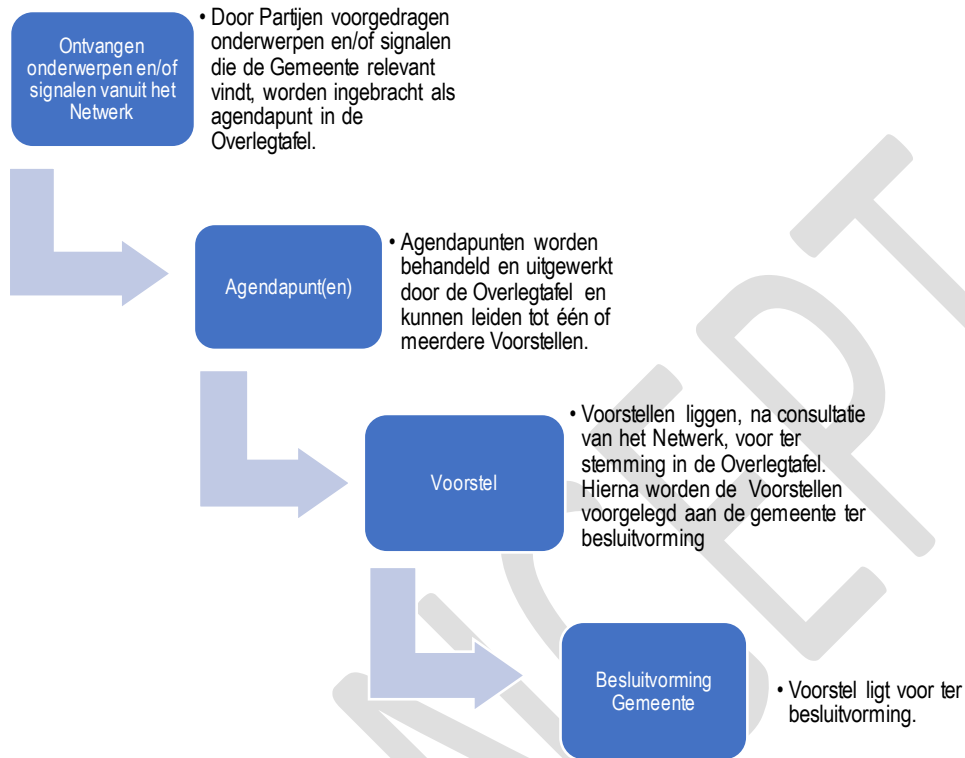 Ontvangen
onderwerpen en/of
signalen vanuit het
Netwerk
• Door Partijen voorgedragen
onderwerpen en/of signalen
die de Gemeente relevant
vindt, worden ingebracht als
agendapunt in de
Overlegtafel.
Agendapunt(en)
• Agendapunten worden
behandeld en uitgewerkt
door de Overlegtafel en
kunnen leiden tot één of
meerdere Voorstellen.
Voorstel
• Voorstellen liggen, na consultatie
van het Netwerk, voor ter
stemming in de Overlegtafel.
Hierna worden de Voorstellen
voorgelegd aan de gemeente ter
besluitvorming
Besluitvorming
Gemeente
• Voorstel ligt voor ter
besluitvorming.
NCEPT